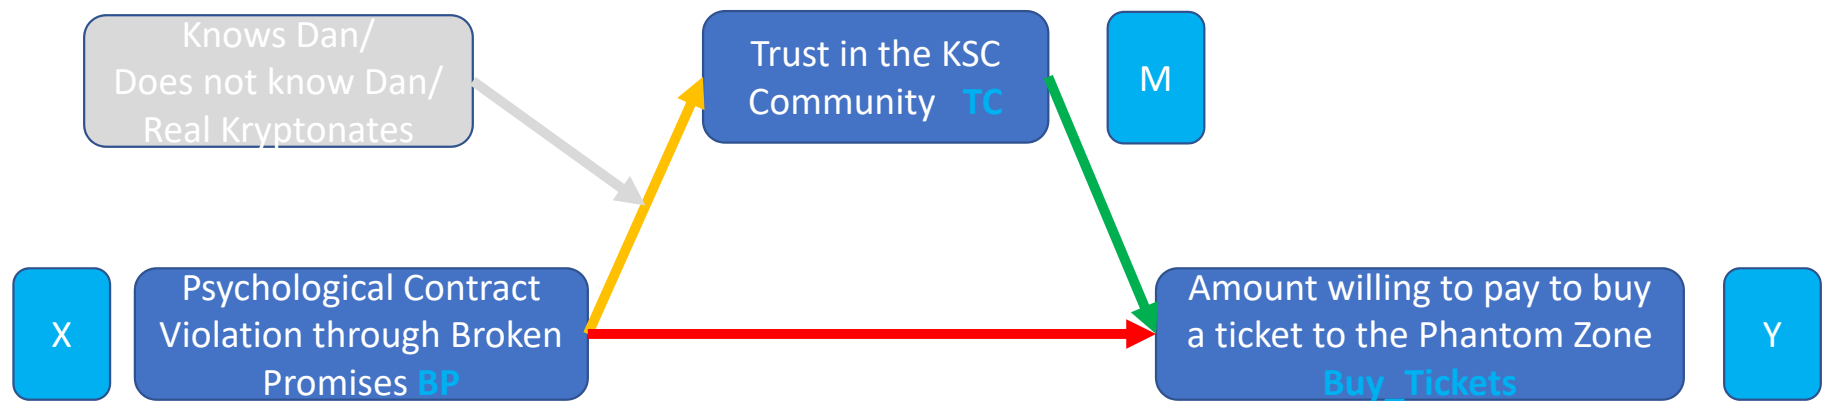 Knows Dan/
Does not know Dan/
Real Kryptonates
Trust in the KSC
Community TC
M
X
Psychological Contract
Violation through Broken
Promises BP
Amount willing to pay to buy
a ticket to the Phantom Zone
Buy_Tickets
Y